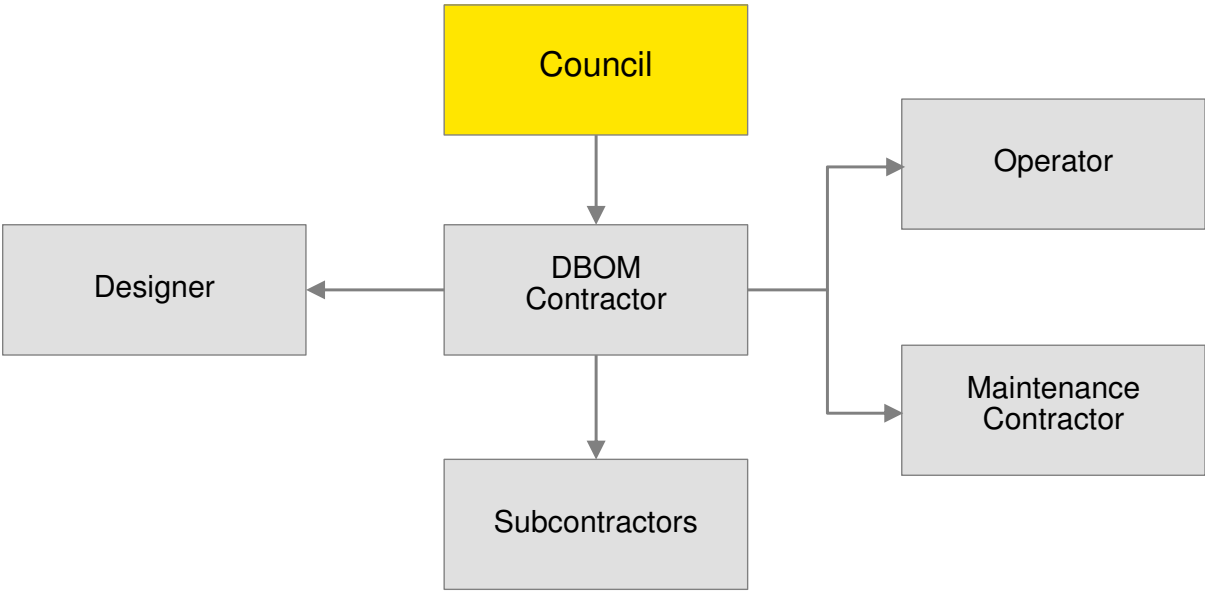 Council
Operator
Designer
DBOM
Contractor
Maintenance
Contractor
Subcontractors